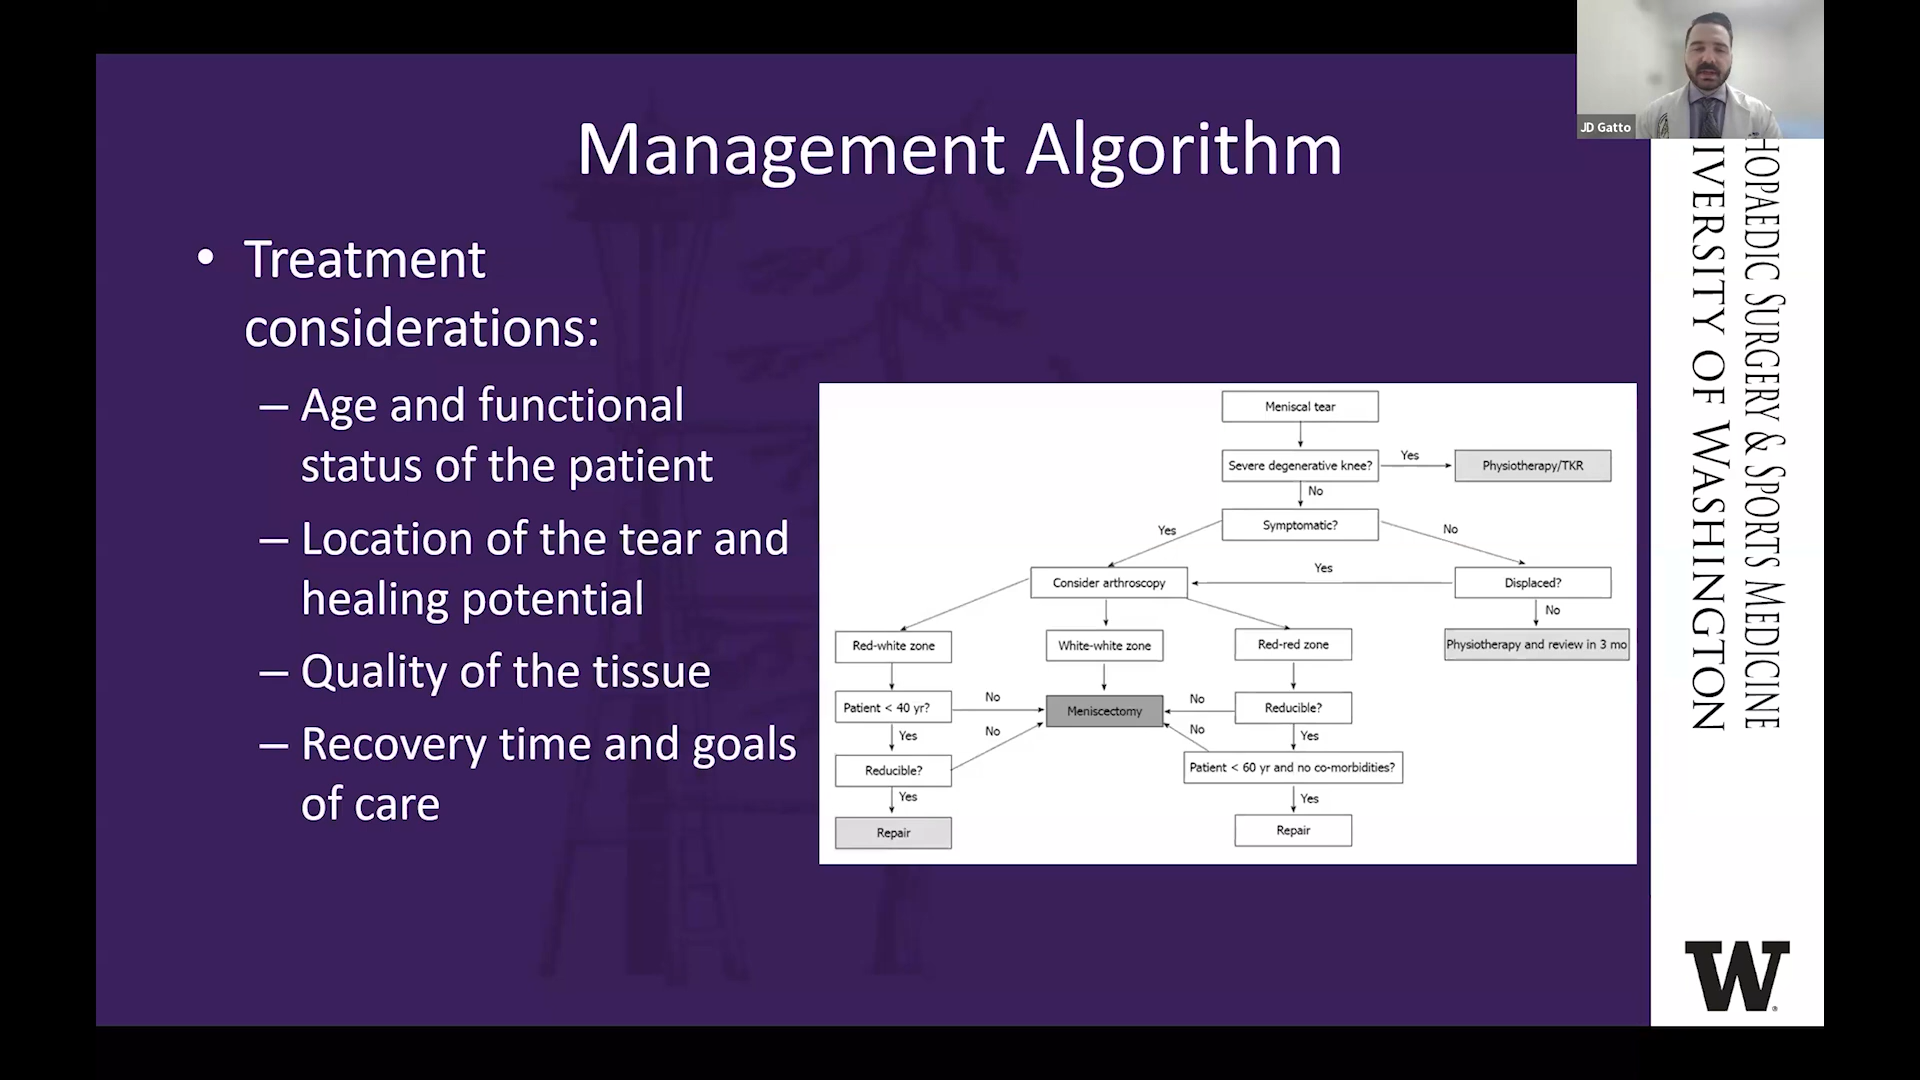 JD Gatto
Management Algorithm
• Treatment
considerations:
– Age and functional
status of the patient
– Location of the tear and
healing potential
– Quality of the tissue
– Recovery time and goals
of care
Meniscal tear
Severe degenerative knee?
Yes
Physiotherapy/TKR
No
Symptomatic?
Yes
No
Consider arthroscopy
Yes
Displaced?
No
Red-white zone
White-white zone
Red-red zone
Physiotherapy and review in 3 mo
Patient < 40 yr?
No
Meniscectomy
No
Reducible?
Yes
No
No
Yes
Reducible?
Patient < 60 yr and no co-morbidities?
Yes
Yes
Repair
Repair
HOPAEDIC SURGERY & SPORTS MEDICINE
IVERSITY OF WASHINGTON
W